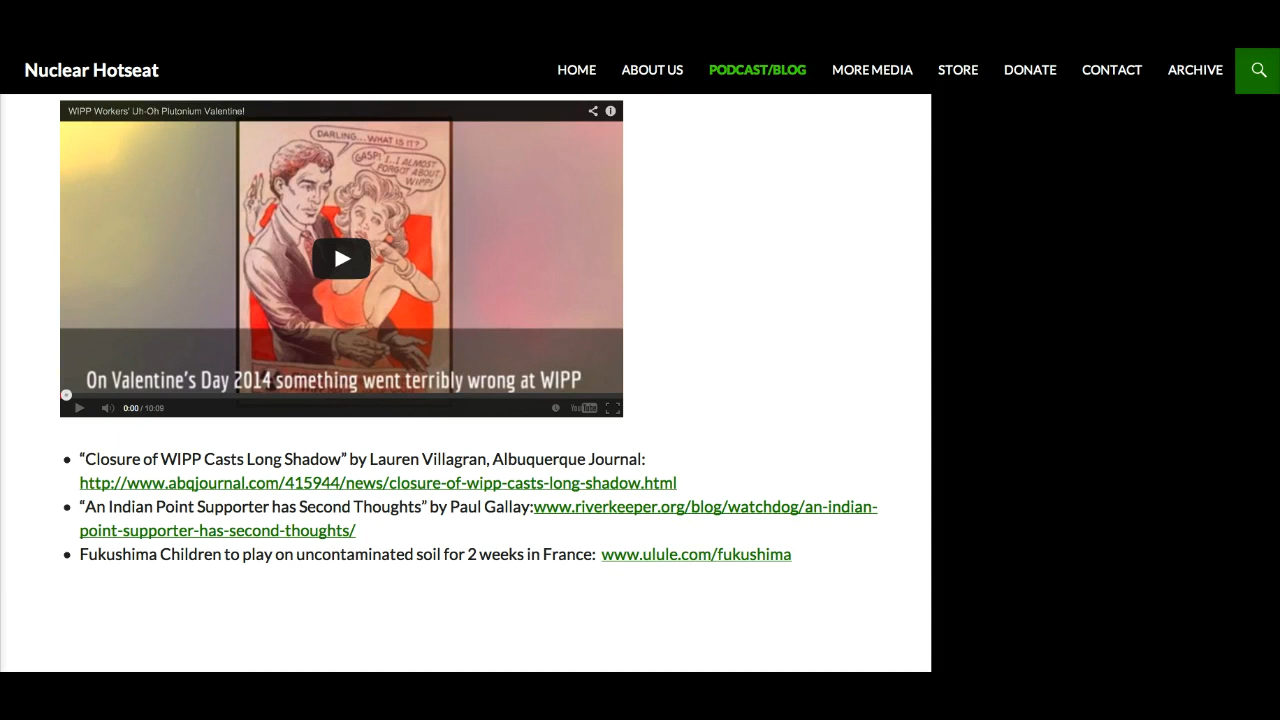 Nuclear Hotseat
HOME ABOUT US PODCAST/BLOG MORE MEDIA STORE DONATE CONTACT ARCHIVE
WIPP Workers' Uh-Oh Plutonium Valentine!
DARLING...WHAT IS IT?
GASP! I..I ALMOST
FORGOT ABOUT
WIPP!
On Valentine's Day 2014 something went terribly wrong at WIPP
0:00 / 10:09
YouTube
• “Closure of WIPP Casts Long Shadow” by Lauren Villagran, Albuquerque Journal:
http://www.abqjournal.com/415944/news/closure-of-wipp-casts-long-shadow.html
• “An Indian Point Supporter has Second Thoughts” by Paul Gallay:www.riverkeeper.org/blog/watchdog/an-indian-
point-supporter-has-second-thoughts/
• Fukushima Children to play on uncontaminated soil for 2 weeks in France: www.ulule.com/fukushima